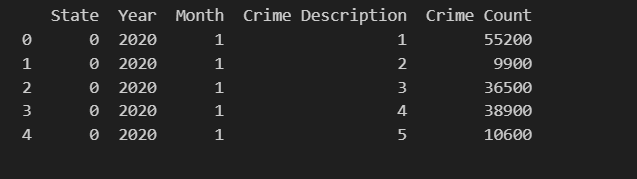 State Year Month Crime Description Crime Count
0 0 2020 1 1 55200
1 0 2020 1 2 9900
2 0 2020 1 3 36500
3 0 2020 1 4 38900
4 0 2020 1 5 10600